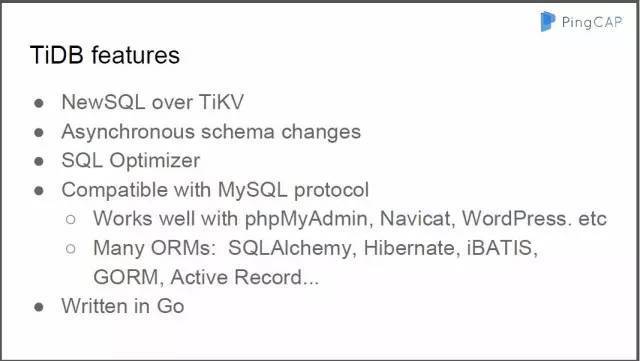 PingCAP
TiDB features
● NewSQL over TiKV
● Asynchronous schema changes
● SQL Optimizer
● Compatible with MySQL protocol
○ Works well with phpMyAdmin, Navicat, WordPress. etc
○ Many ORMs: SQLAlchemy, Hibernate, iBATIS,
GORM, Active Record...
● Written in Go